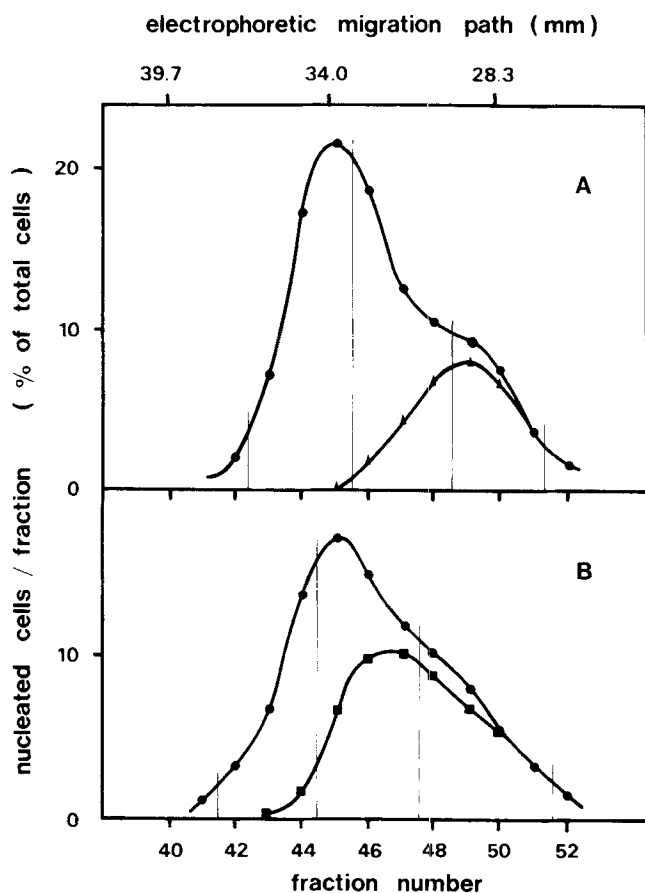 electrophoretic migration path (mm)
39.7 34.0 28.3
nucleated cells / fraction ( % of total cells )
20
A
10
0
B
10
0
40 42 44 46 48 50 52
fraction number